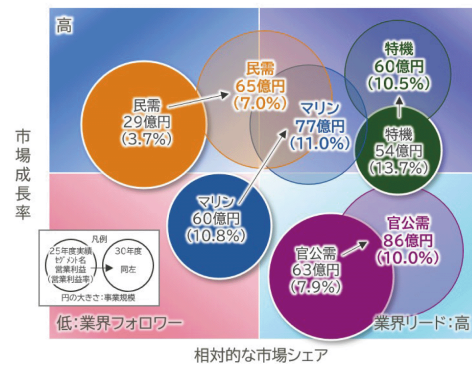 高
民需
65億円
(7.0%)
特機
60億円
(10.5%)
民需
29億円
(3.7%)
マリン
77億円
(11.0%)
特機
54億円
(13.7%)
市場成長率
マリン
60億円
(10.8%)
官公需
86億円
(10.0%)
官公需
63億円
(7.9%)
凡例
25年度実績
セグメント名
営業利益
(営業利益率)
30年度
同左
円の大きさ:事業規模
低:業界フォロワー
業界リード:高
相対的な市場シェア